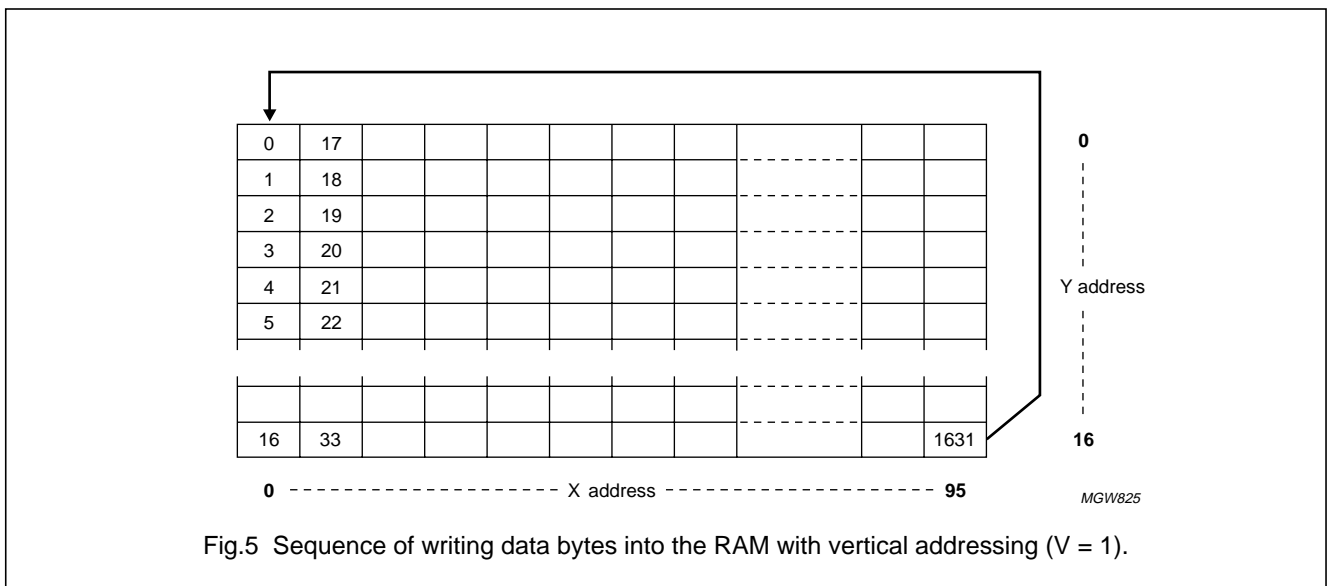 0 17 0
1 18
2 19
3 20
4 21 Y address
5 22
16 33 1631 16
0 X address 95
MGW825
Fig.5 Sequence of writing data bytes into the RAM with vertical addressing (V = 1).